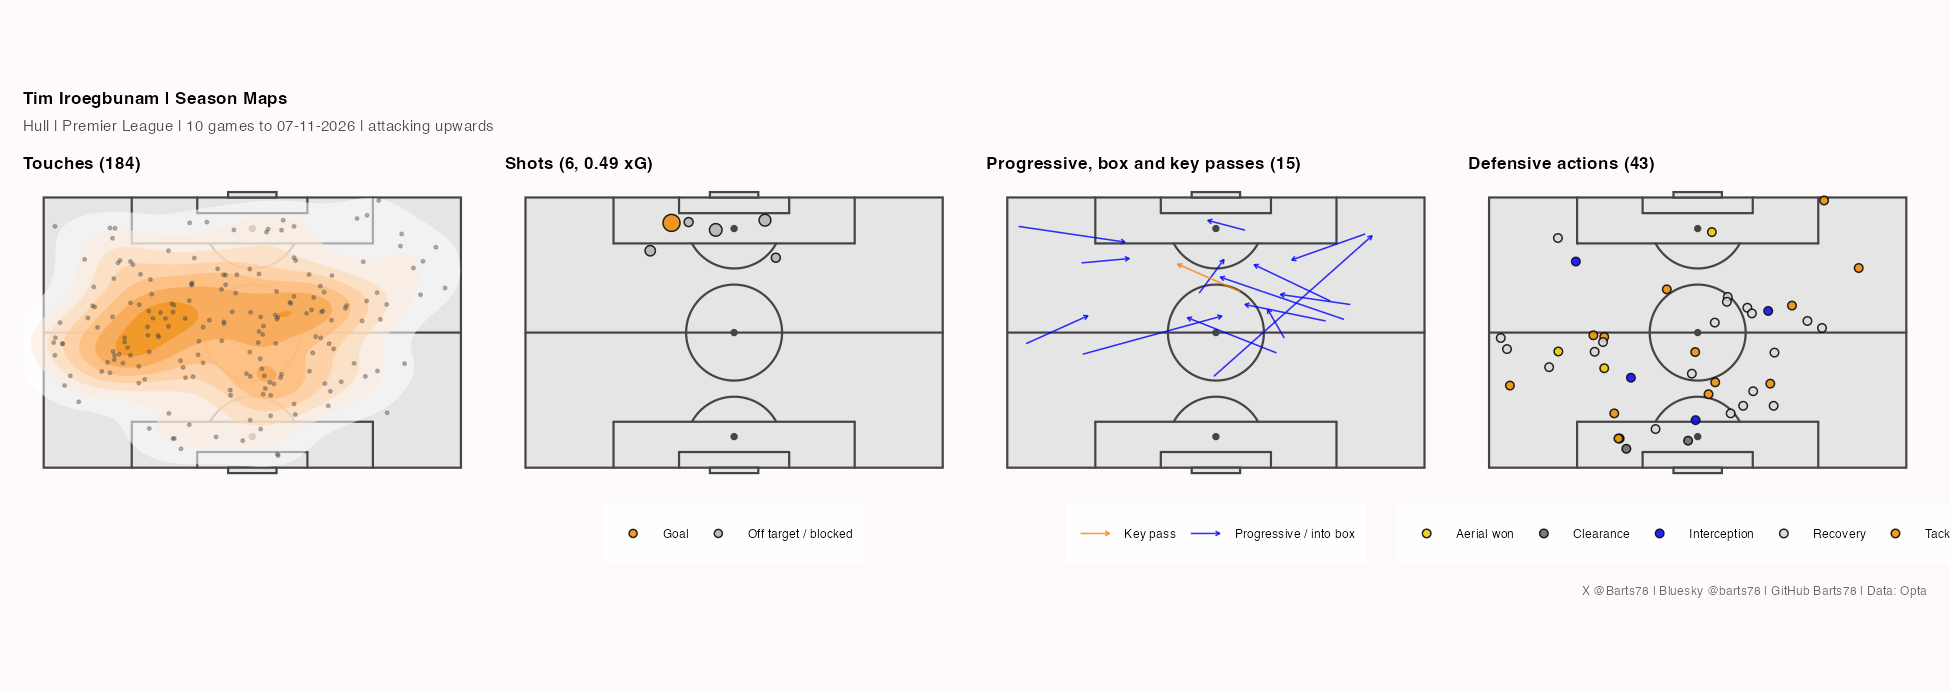 Tim Iroegbunam | Season Maps
Hull | Premier League | 10 games to 07-11-2026 | attacking upwards
Touches (184)
Shots (6, 0.49 xG)
Progressive, box and key passes (15)
Defensive actions (43)
Goal
Off target / blocked
Key pass
Progressive / into box
Aerial won
Clearance
Interception
Recovery
Tack
X @Barts78 | Bluesky @barts78 | GitHub Barts78 | Data: Opta